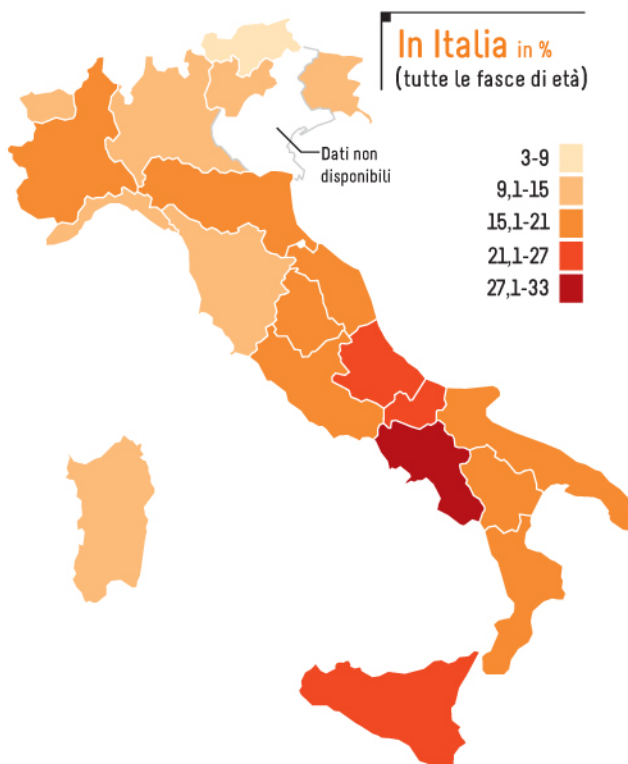 In Italia in %
(tutte le fasce di età)
Dati non
disponibili
3-9
9,1-15
15,1-21
21,1-27
27,1-33